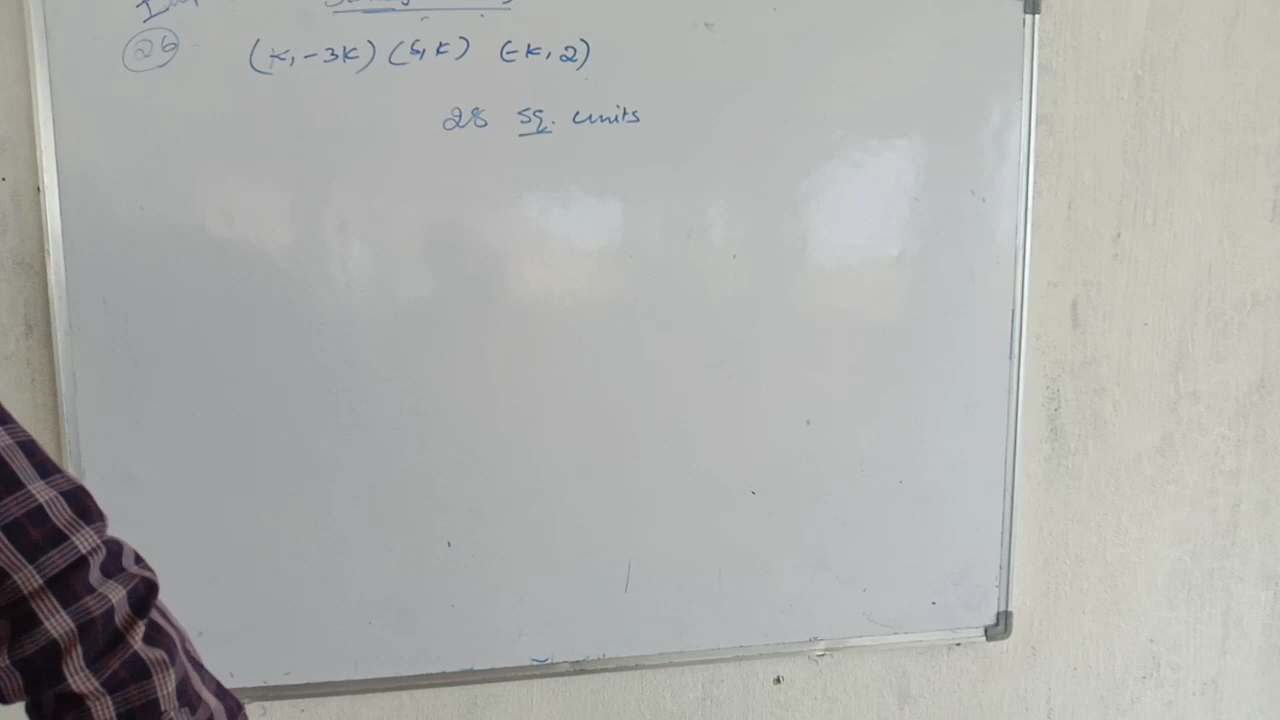 26 (K, -3K) (5, K) (-K, 2)
28 sq. units